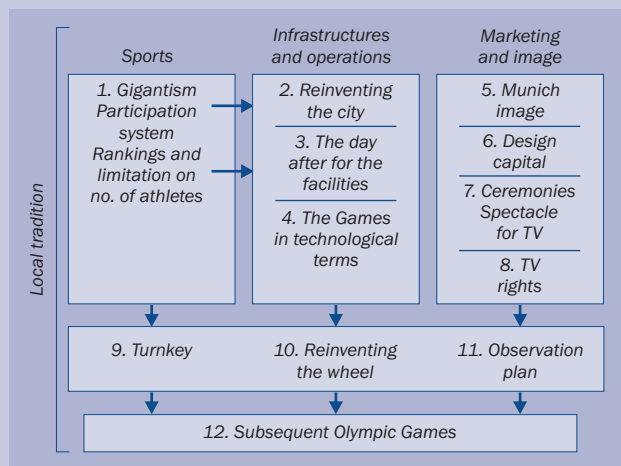 Sports
Infrastructures
and operations
Marketing
and image
Local tradition
1. Gigantism
Participation
system
Rankings and
limitation on
no. of athletes
2. Reinventing
the city
3. The day
after for the
facilities
4. The Games
in technological
terms
5. Munich
image
6. Design
capital
7. Ceremonies
Spectacle
for TV
8. TV
rights
9. Turnkey
10. Reinventing
the wheel
11. Observation
plan
12. Subsequent Olympic Games